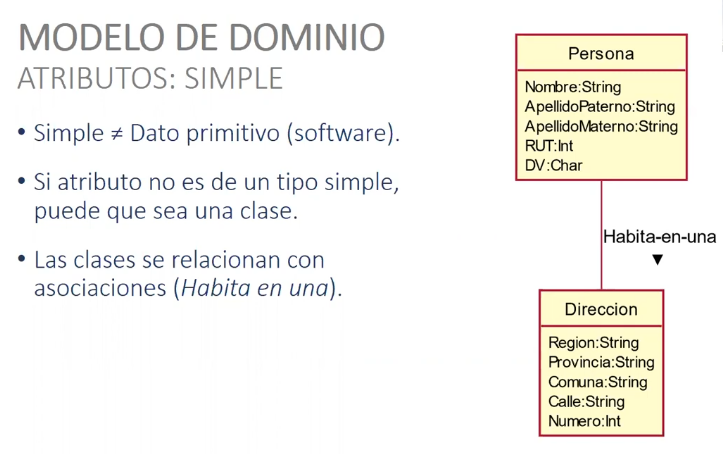 MODELO DE DOMINIO
ATRIBUTOS: SIMPLE
• Simple ≠ Dato primitivo (software).
• Si atributo no es de un tipo simple,
puede que sea una clase.
• Las clases se relacionan con
asociaciones (Habita en una).
Persona
Nombre:String
ApellidoPaterno:String
ApellidoMaterno:String
RUT:Int
DV:Char
Habita-en-una
Direccion
Region:String
Provincia:String
Comuna:String
Calle:String
Numero:Int